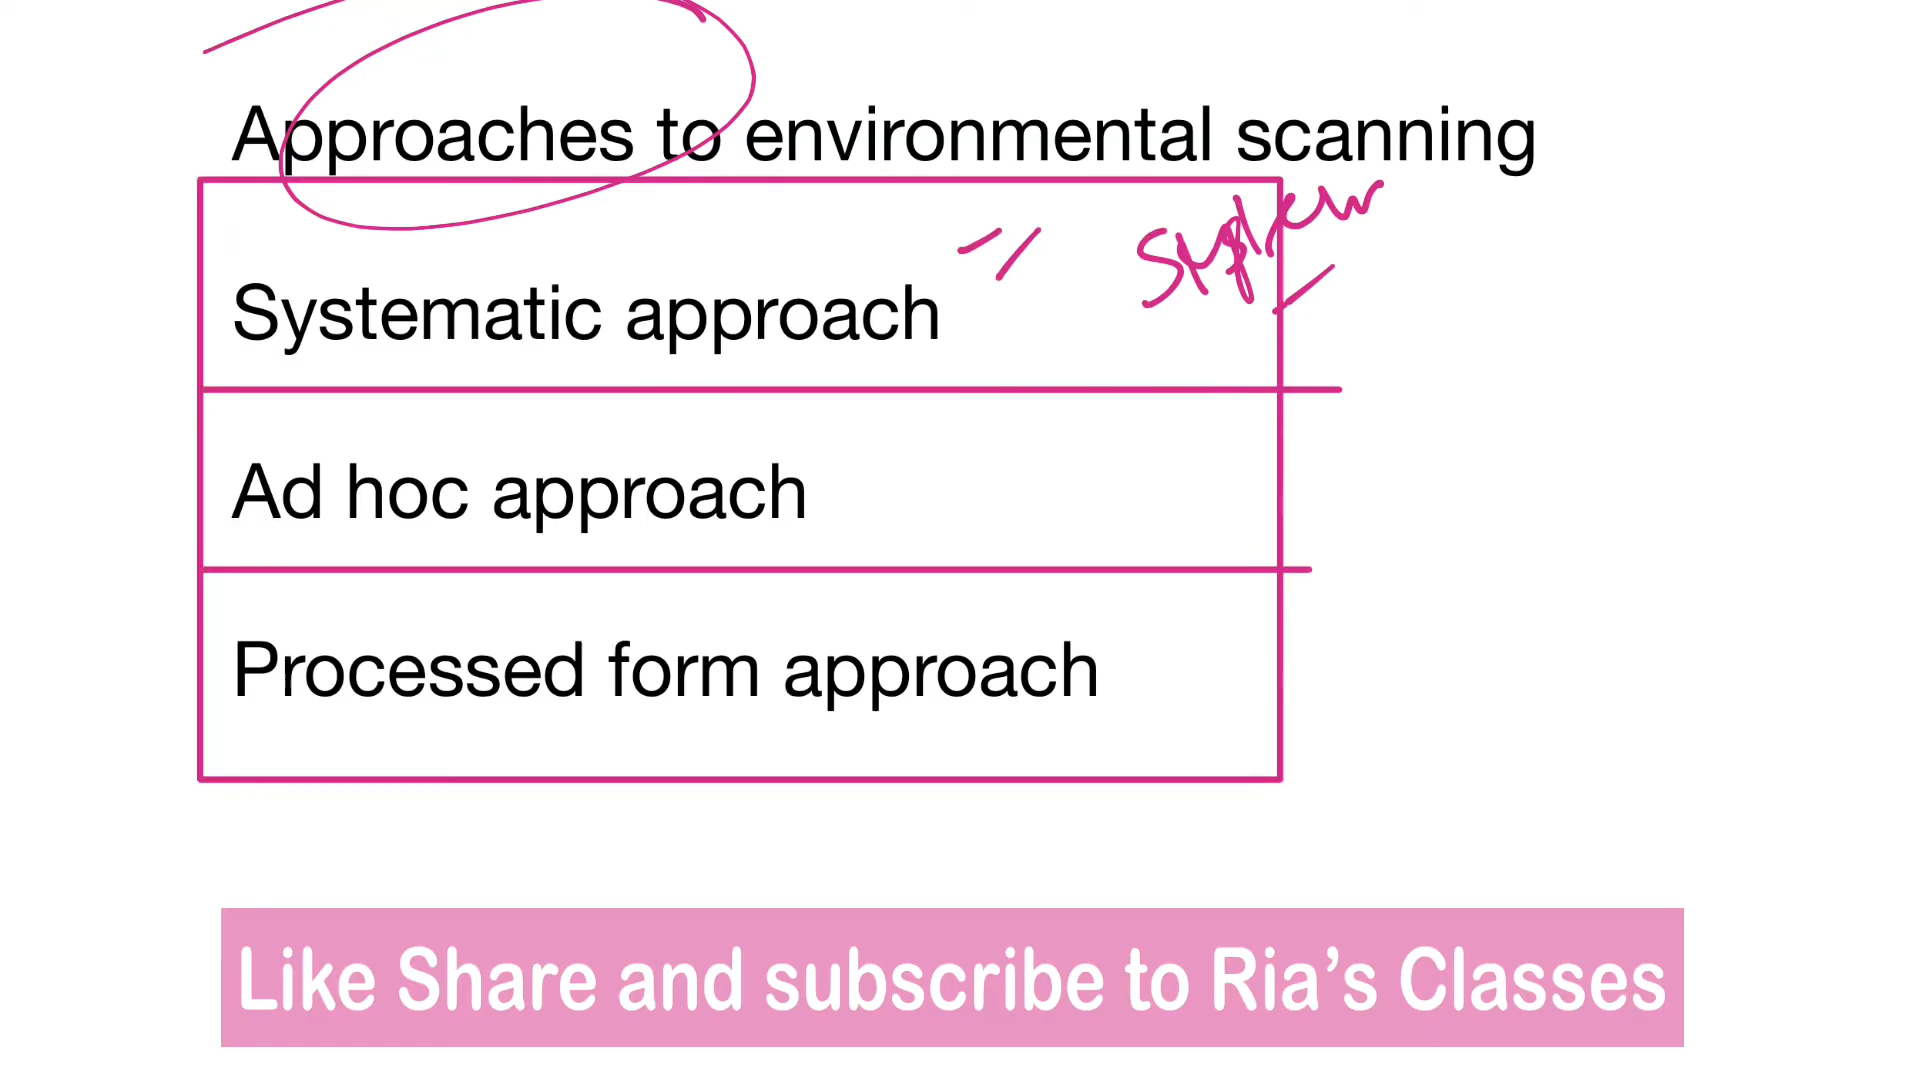 Approaches to environmental scanning
System
Systematic approach
Ad hoc approach
Processed form approach
Like Share and subscribe to Ria's Classes